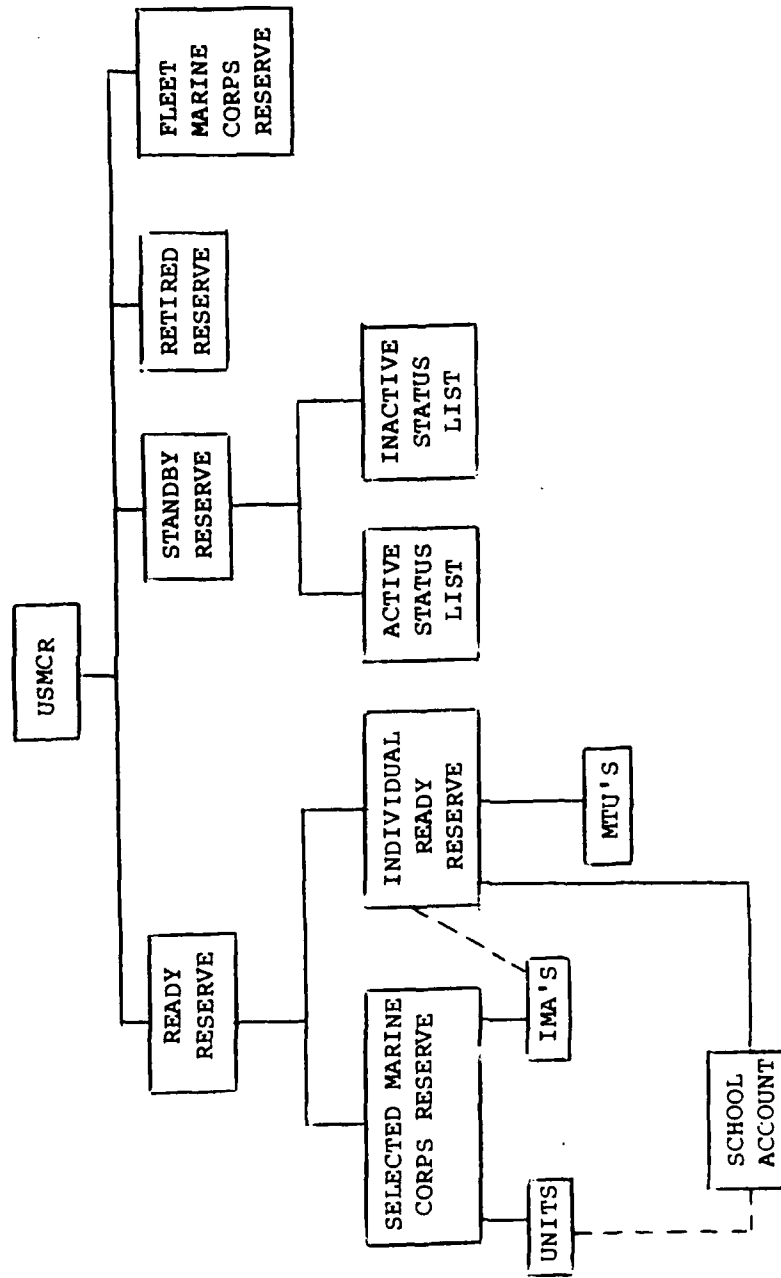 USMCR
READY
RESERVE
STANDBY
RESERVE
RETIRED
RESERVE
FLEET
MARINE
CORPS
RESERVE
SELECTED MARINE
CORPS RESERVE
INDIVIDUAL
READY
RESERVE
ACTIVE
STATUS
LIST
INACTIVE
STATUS
LIST
UNITS
IMA'S
MTU'S
SCHOOL
ACCOUNT